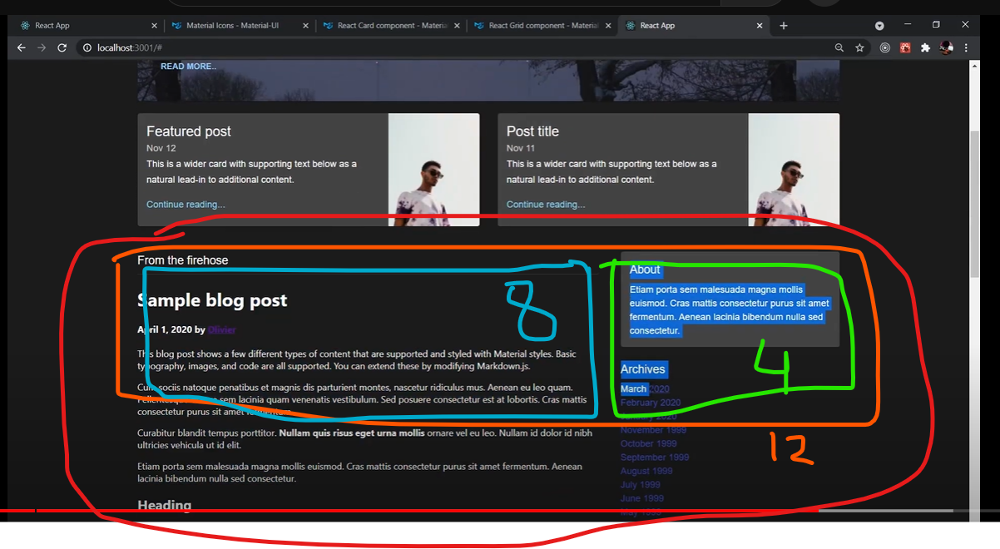 React App
Material Icons - Material-UI
React Card component - Materia
React Grid component - Material
React App
localhost:3001/#
READ MORE..
Featured post
Nov 12
This is a wider card with supporting text below as a
natural lead-in to additional content.
Continue reading...
Post title
Nov 11
This is a wider card with supporting text below as a
natural lead-in to additional content.
Continue reading...
From the firehose
Sample blog post
April 1, 2020 by Olivier
This blog post shows a few different types of content that are supported and styled with Material styles. Basic
typography, images, and code are all supported. You can extend these by modifying Markdown.js.
Cum sociis natoque penatibus et magnis dis parturient montes, nascetur ridiculus mus. Aenean eu leo quam.
Pellentesque sem lacinia quam venenatis vestibulum. Sed posuere consectetur est at lobortis. Cras mattis
consectetur purus sit amet fermentum.
Curabitur blandit tempus porttitor. Nullam quis risus eget urna mollis ornare vel eu leo. Nullam id dolor id nibh
ultricies vehicula ut id elit.
Etiam porta sem malesuada magna mollis euismod. Cras mattis consectetur purus sit amet fermentum. Aenean
lacinia bibendum nulla sed consectetur.
Heading
8
About
Etiam porta sem malesuada magna mollis
euismod. Cras mattis consectetur purus sit amet
fermentum. Aenean lacinia bibendum nulla sed
consectetur.
4
Archives
March 2020
February 2020
January 2020
November 1999
October 1999
September 1999
August 1999
July 1999
June 1999
May 1999
12